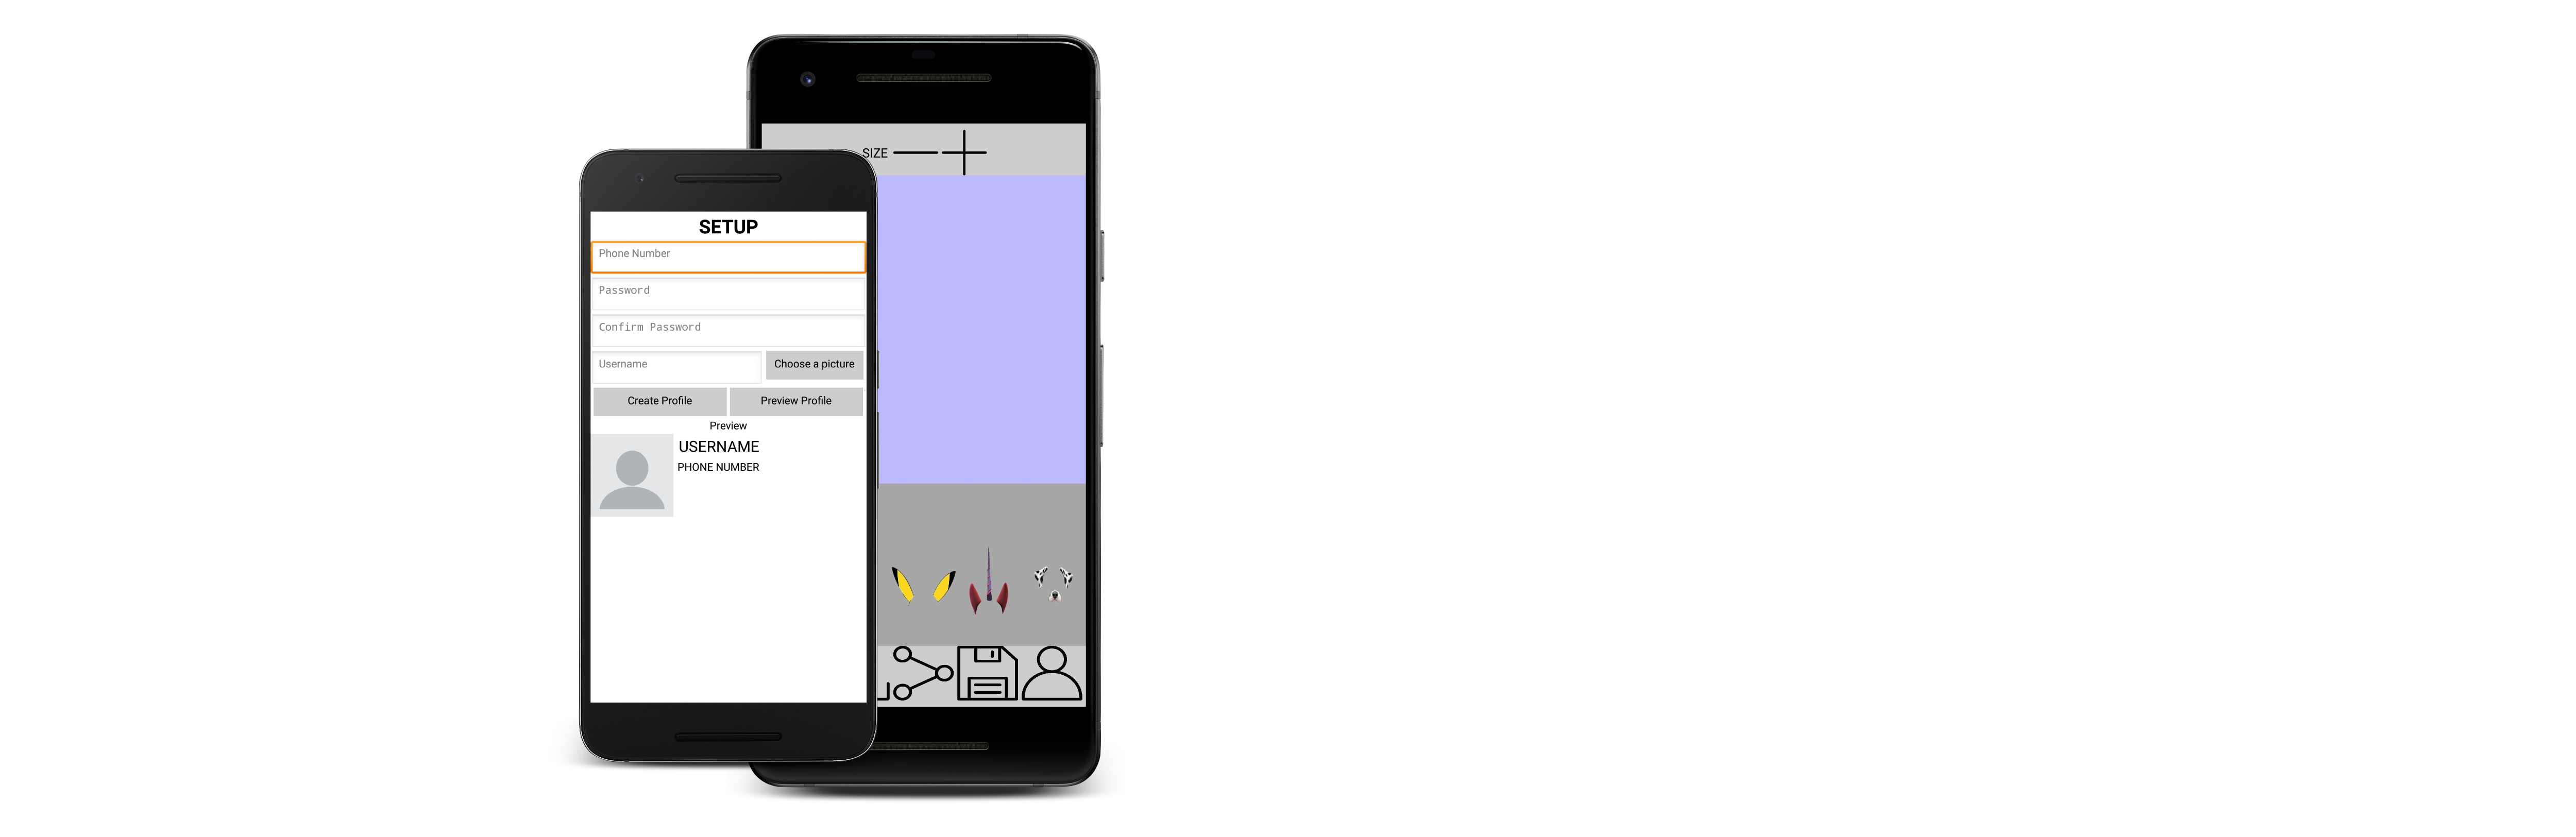 SIZE
SETUP
Phone Number
Password
Confirm Password
Username
Choose a picture
Create Profile
Preview Profile
Preview
USERNAME
PHONE NUMBER